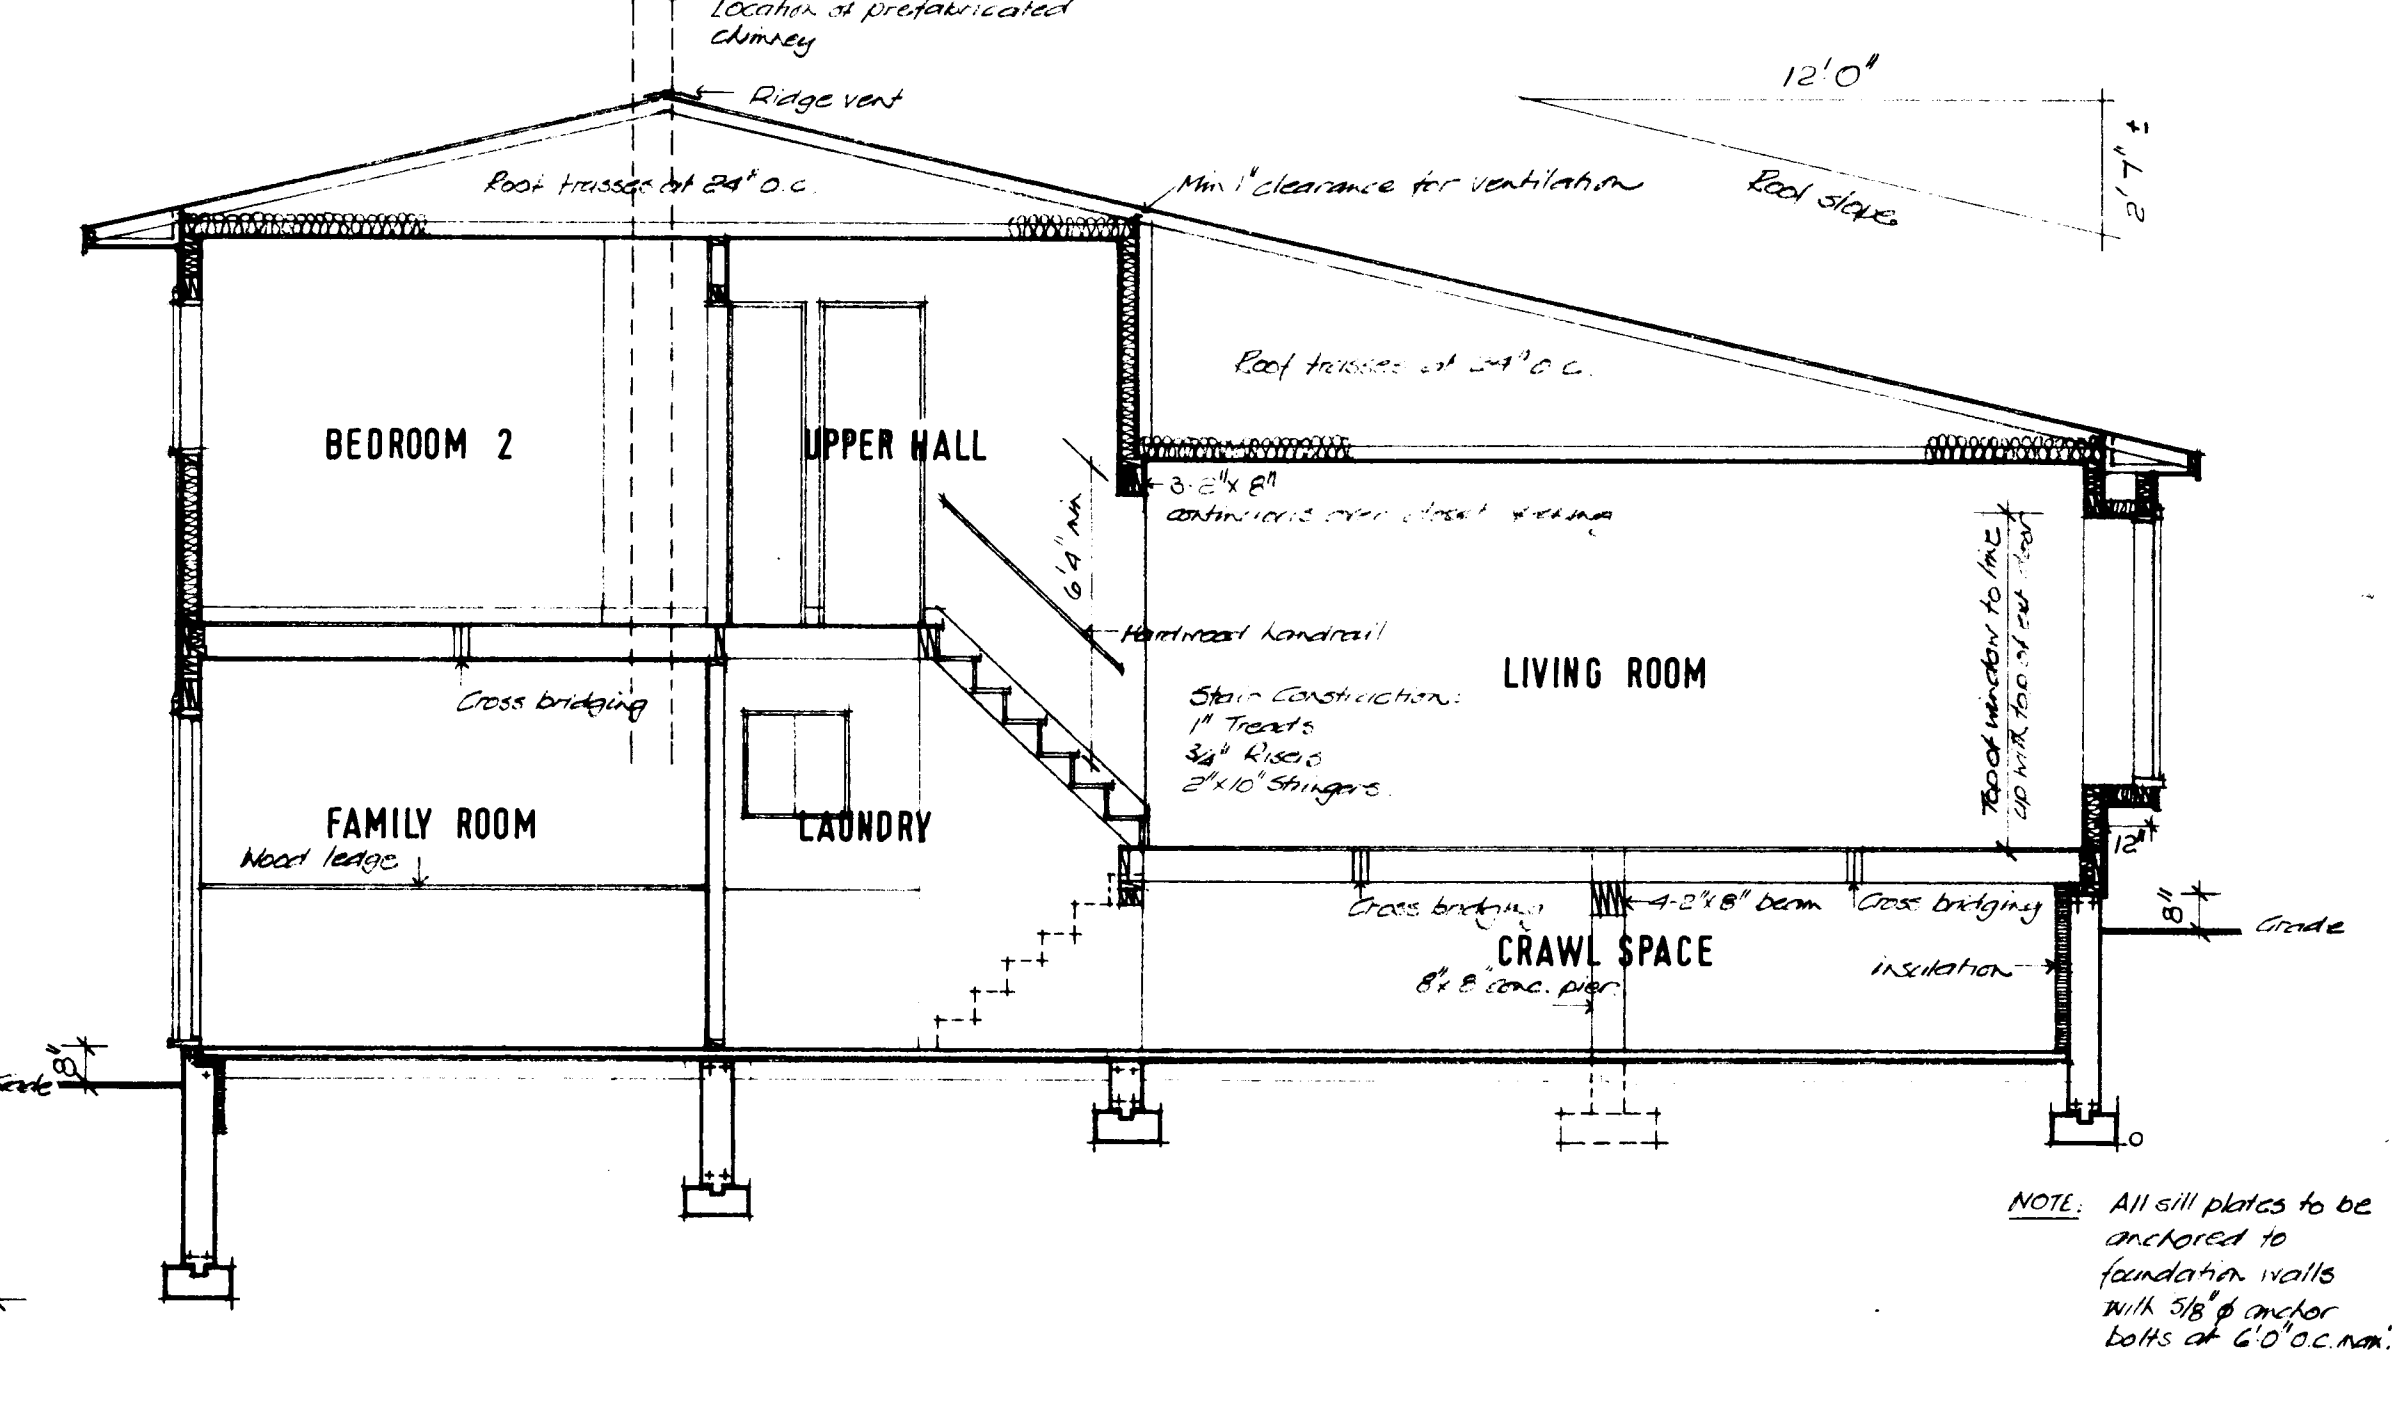 Location of prefabricated
chimney
Ridge vent
12'0"
2'7" ±
Roof slope
Roof trusses at 24" o.c.
Min 1" clearance for ventilation
Roof trusses at 24" o.c.
BEDROOM 2
UPPER HALL
3-2"x 8"
continuous over closet
6'4" min
Hardwood handrail
LIVING ROOM
Top of window to line
up with top of ext door
Stair Construction:
1" Treads
3/4" Risers
2"x10" Stringers.
Cross bridging
FAMILY ROOM
LAUNDRY
Wood ledge
12"
Cross bridging
4-2"x8" beam
Cross bridging
8"
Grade
CRAWL SPACE
8"x 8" conc. pier
insulation
8"
NOTE: All sill plates to be
anchored to
foundation walls
with 5/8" ϕ anchor
bolts at 6'0" o.c. max.